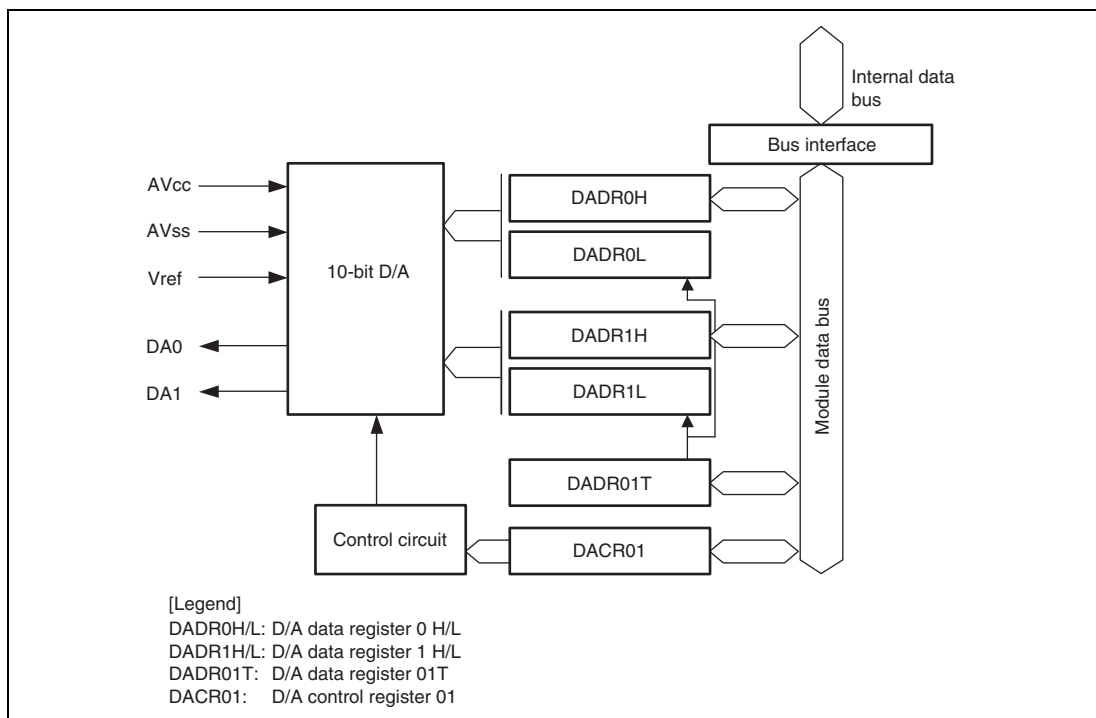 Internal data
bus
Bus interface
AVcc
AVss
Vref
DA0
DA1
10-bit D/A
DADR0H
DADR0L
DADR1H
DADR1L
DADR01T
DACR01
Control circuit
Module data bus
[Legend]
DADR0H/L: D/A data register 0 H/L
DADR1H/L: D/A data register 1 H/L
DADR01T: D/A data register 01T
DACR01: D/A control register 01